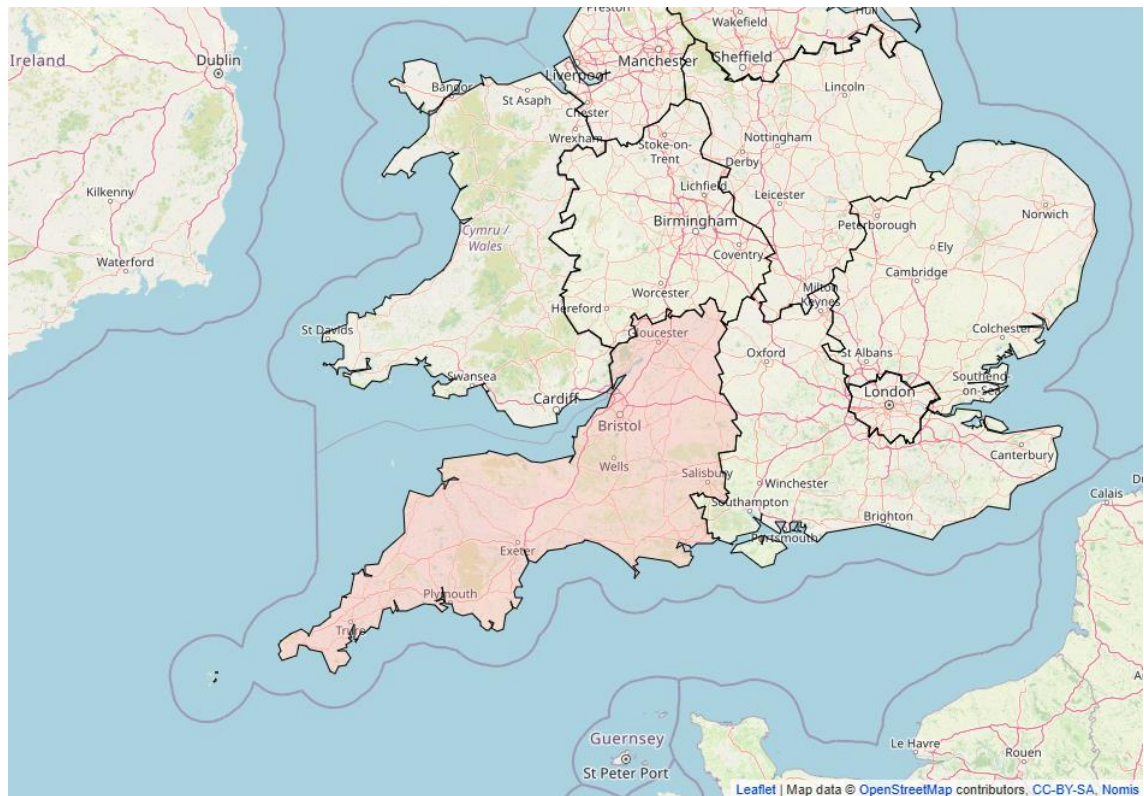 Preston
Wakefield
Hull
Ireland
Dublin
Liverpool
Manchester
Sheffield
Bangor
St Asaph
Chester
Lincoln
Wrexham
Stoke-on-
Trent
Nottingham
Derby
Kilkenny
Lichfield
Leicester
Norwich
Birmingham
Peterborough
Cymru /
Wales
Coventry
Ely
Waterford
Cambridge
Worcester
Milton
Keynes
Hereford
St Davids
Gloucester
Colchester
Oxford
St Albans
Swansea
Southend-
on-Sea
Cardiff
London
Bristol
Canterbury
Wells
Salisbury
Winchester
Calais
Du
Southampton
Brighton
Portsmouth
Exeter
Plymouth
Truro
Guernsey
St Peter Port
Le Havre
Rouen
Leaflet | Map data © OpenStreetMap contributors, CC-BY-SA, Nomis